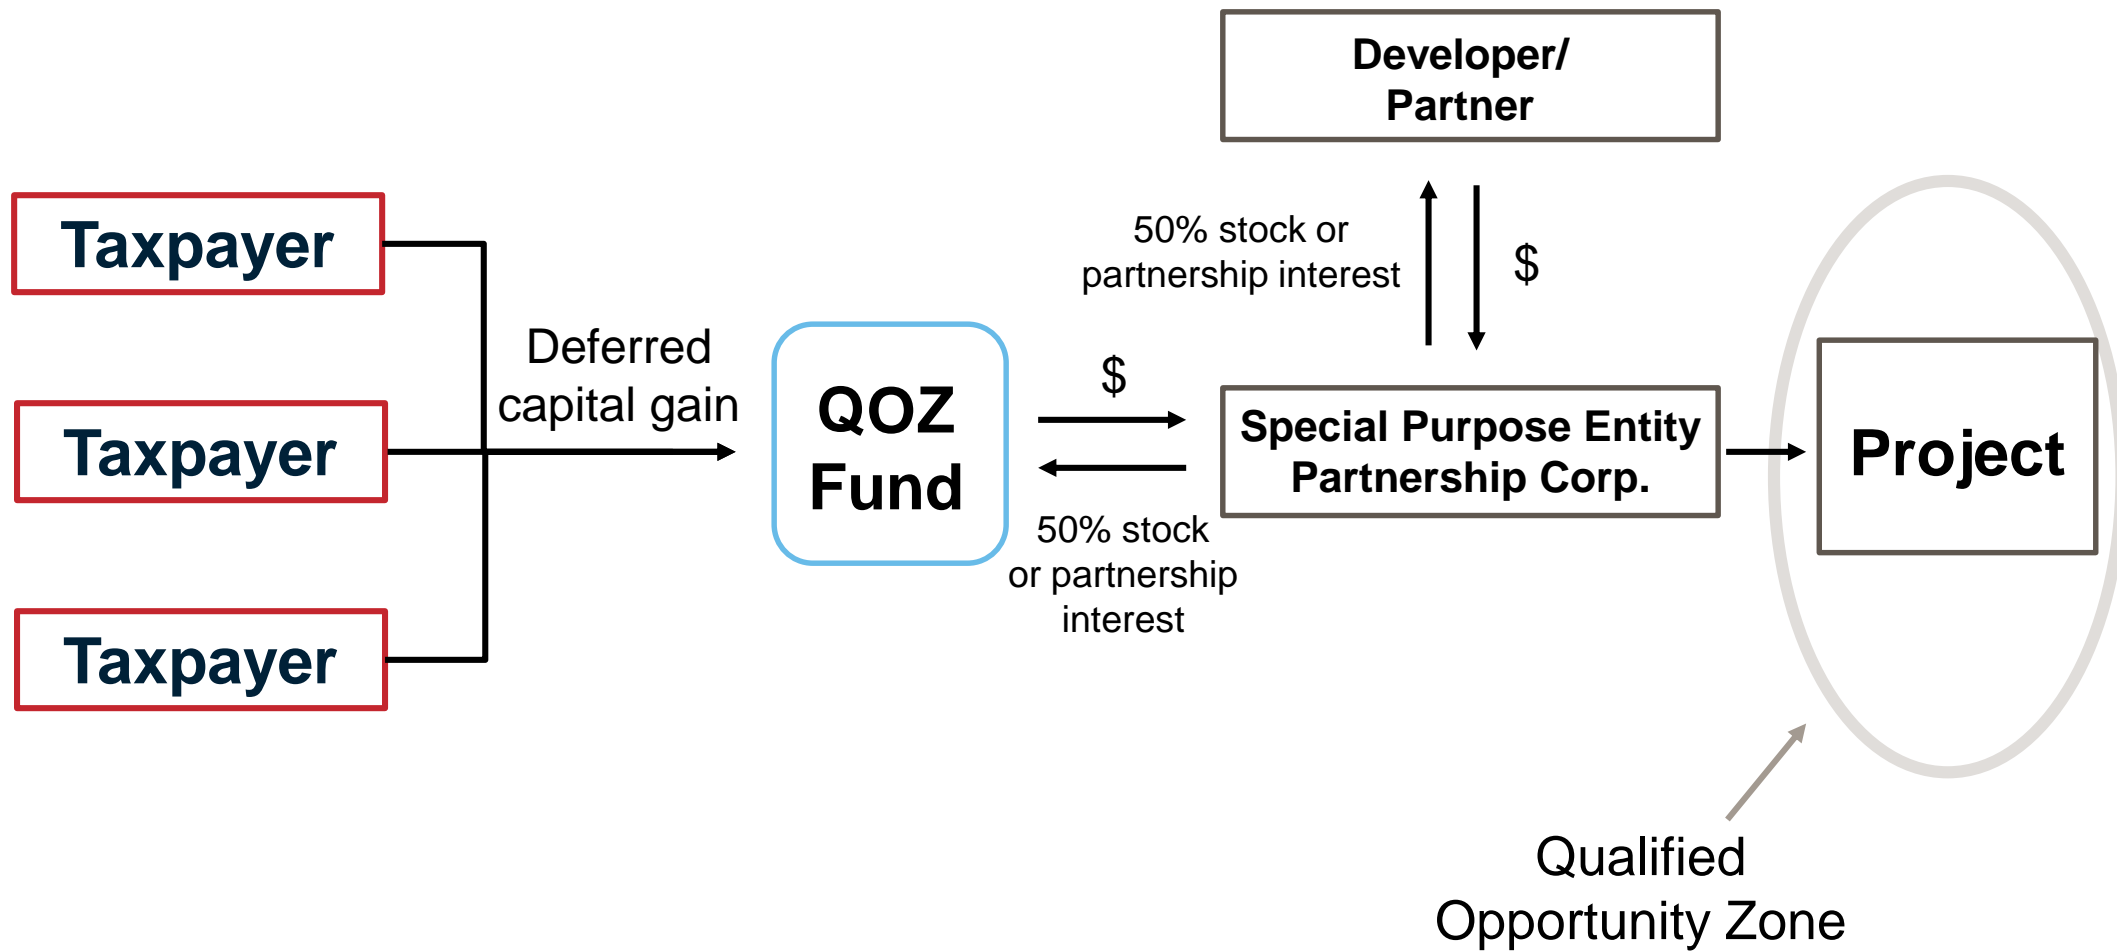 Developer/
Partner
Taxpayer
50% stock or
partnership interest
$
Deferred
capital gain
Taxpayer
QOZ
Fund
$
50% stock
or partnership
interest
Special Purpose Entity
Partnership Corp.
Project
Taxpayer
Qualified
Opportunity Zone